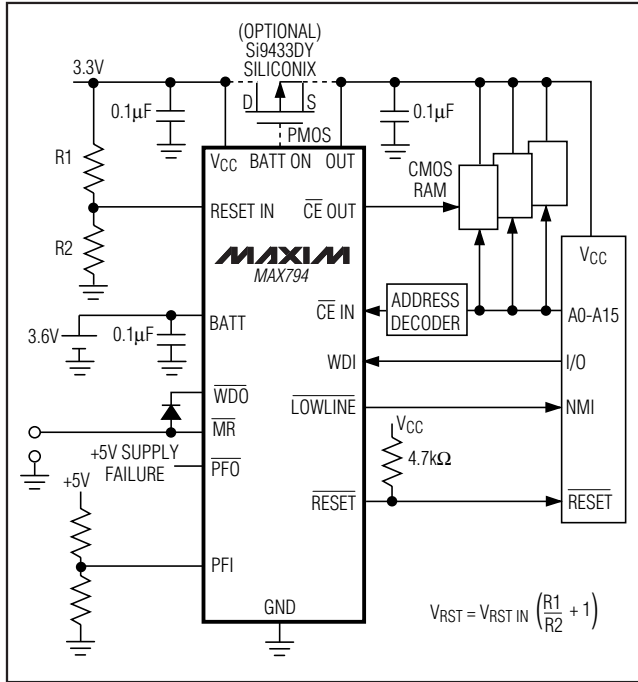 (OPTIONAL)
Si9433DY
SILICONIX
3.3V
D
S
0.1µF
0.1µF
PMOS
R1
VCC
BATT ON
OUT
CMOS
RAM
RESET IN
CE OUT
R2
MAXIM
MAX794
VCC
BATT
CE IN
ADDRESS
DECODER
A0-A15
3.6V
0.1µF
WDI
I/O
WDO
LOWLINE
NMI
MR
VCC
+5V SUPPLY
FAILURE
PFO
4.7kΩ
+5V
RESET
RESET
PFI
GND
VRST = VRST IN (R1/R2 + 1)